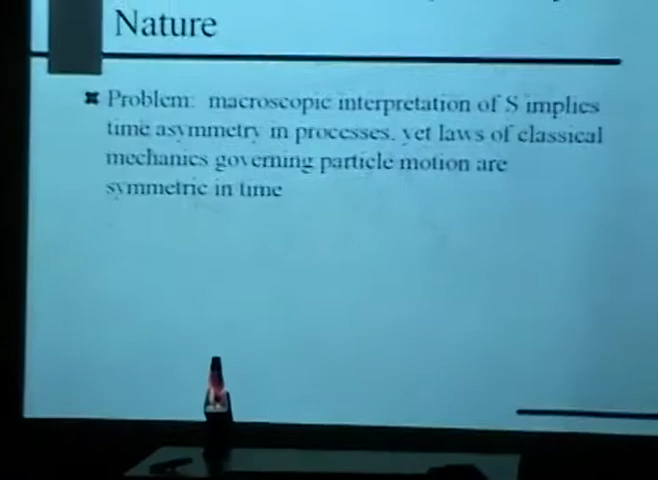 Nature
Problem: macroscopic interpretation of S implies
time asymmetry in processes, yet laws of classical
mechanics governing particle motion are
symmetric in time